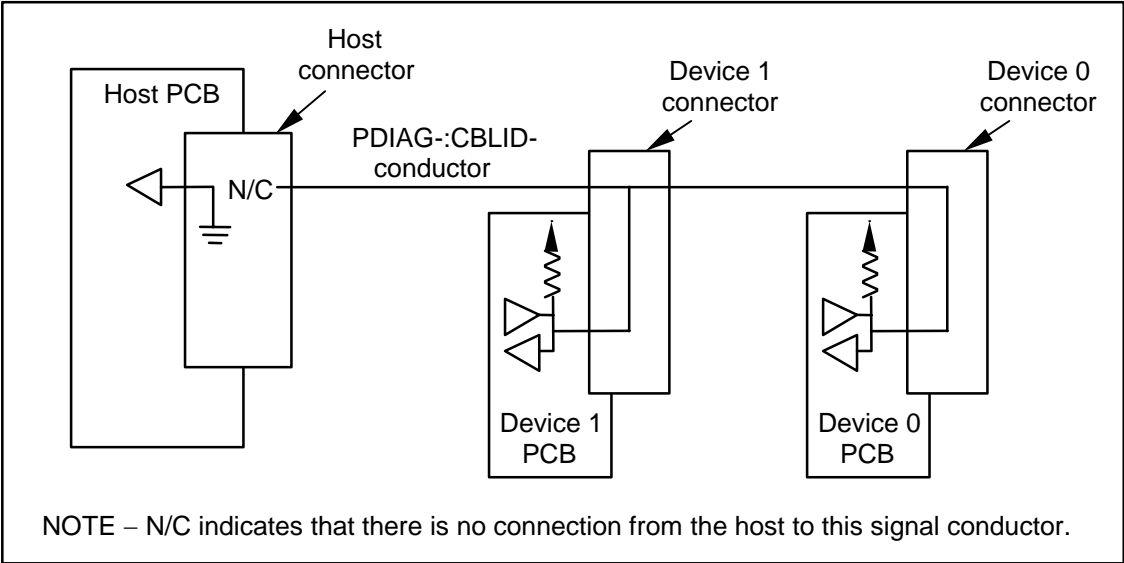 Host
connector
Host PCB
Device 1
connector
Device 0
connector
PDIAG-:CBLID-
conductor
N/C
Device 1
PCB
Device 0
PCB
NOTE – N/C indicates that there is no connection from the host to this signal conductor.